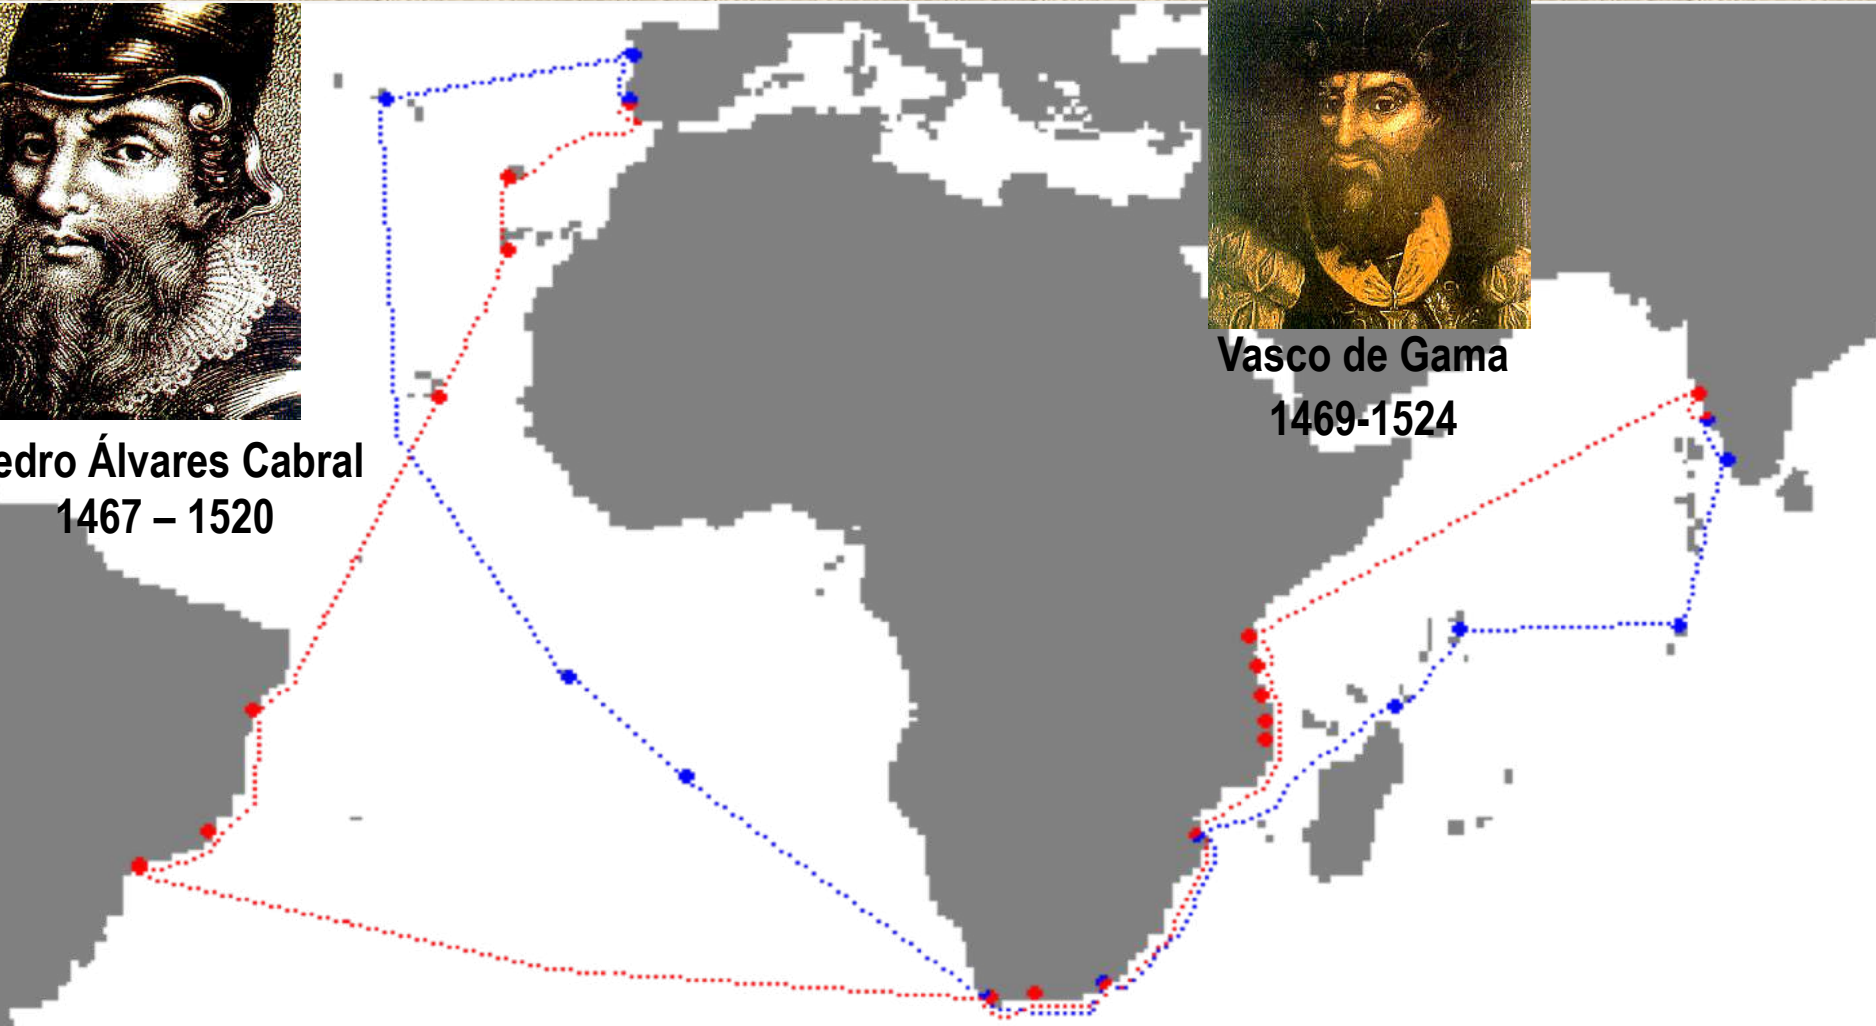 edro Álvares Cabral
1467 – 1520
Vasco de Gama
1469-1524